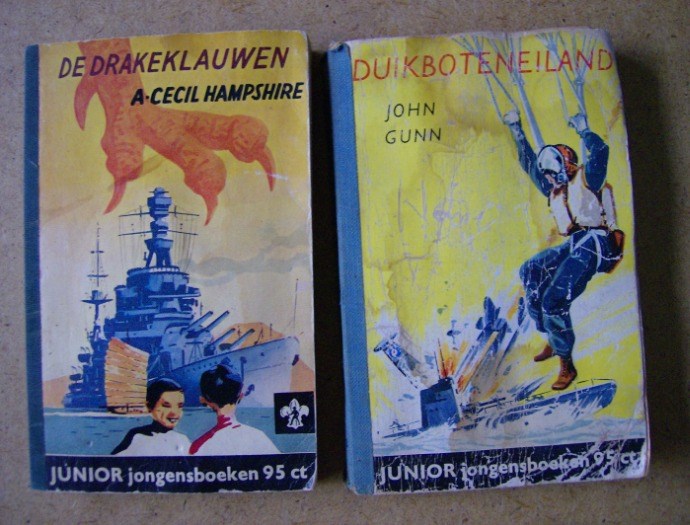 DE DRAKEKLAUWEN
A. CECIL HAMPSHIRE
JUNIOR jongensboeken 95 ct
DUIKBOTENEILAND
JOHN
GUNN
JUNIOR jongensboeken 95 ct